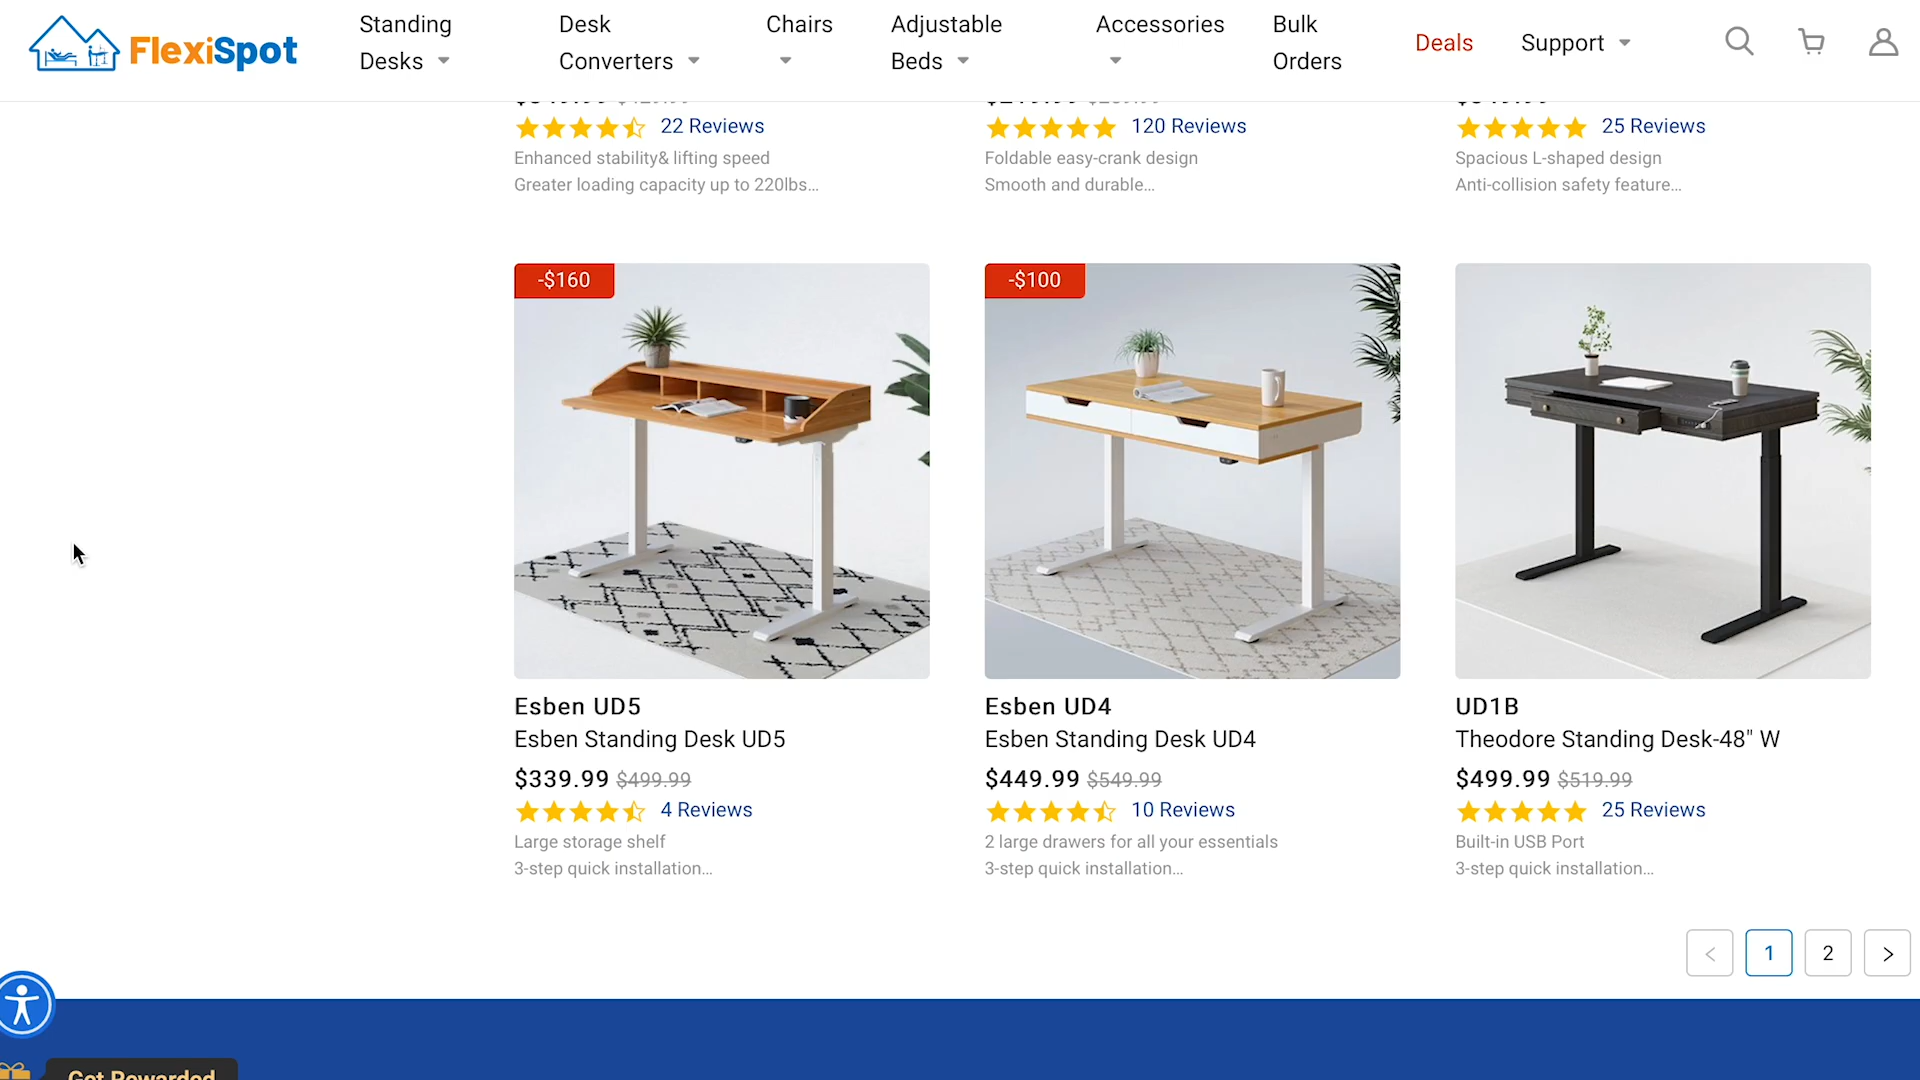 FlexiSpot
Standing Desks
Desk Converters
Chairs
Adjustable Beds
Accessories
Bulk Orders
Deals
Support
22 Reviews
120 Reviews
25 Reviews
Enhanced stability& lifting speed
Greater loading capacity up to 220lbs...
Foldable easy-crank design
Smooth and durable...
Spacious L-shaped design
Anti-collision safety feature...
-$160
-$100
Esben UD5
Esben Standing Desk UD5
$339.99 $499.99
4 Reviews
Large storage shelf
3-step quick installation...
Esben UD4
Esben Standing Desk UD4
$449.99 $549.99
10 Reviews
2 large drawers for all your essentials
3-step quick installation...
UD1B
Theodore Standing Desk-48" W
$499.99 $519.99
25 Reviews
Built-in USB Port
3-step quick installation...
< 1 2 >
Get Rewarded